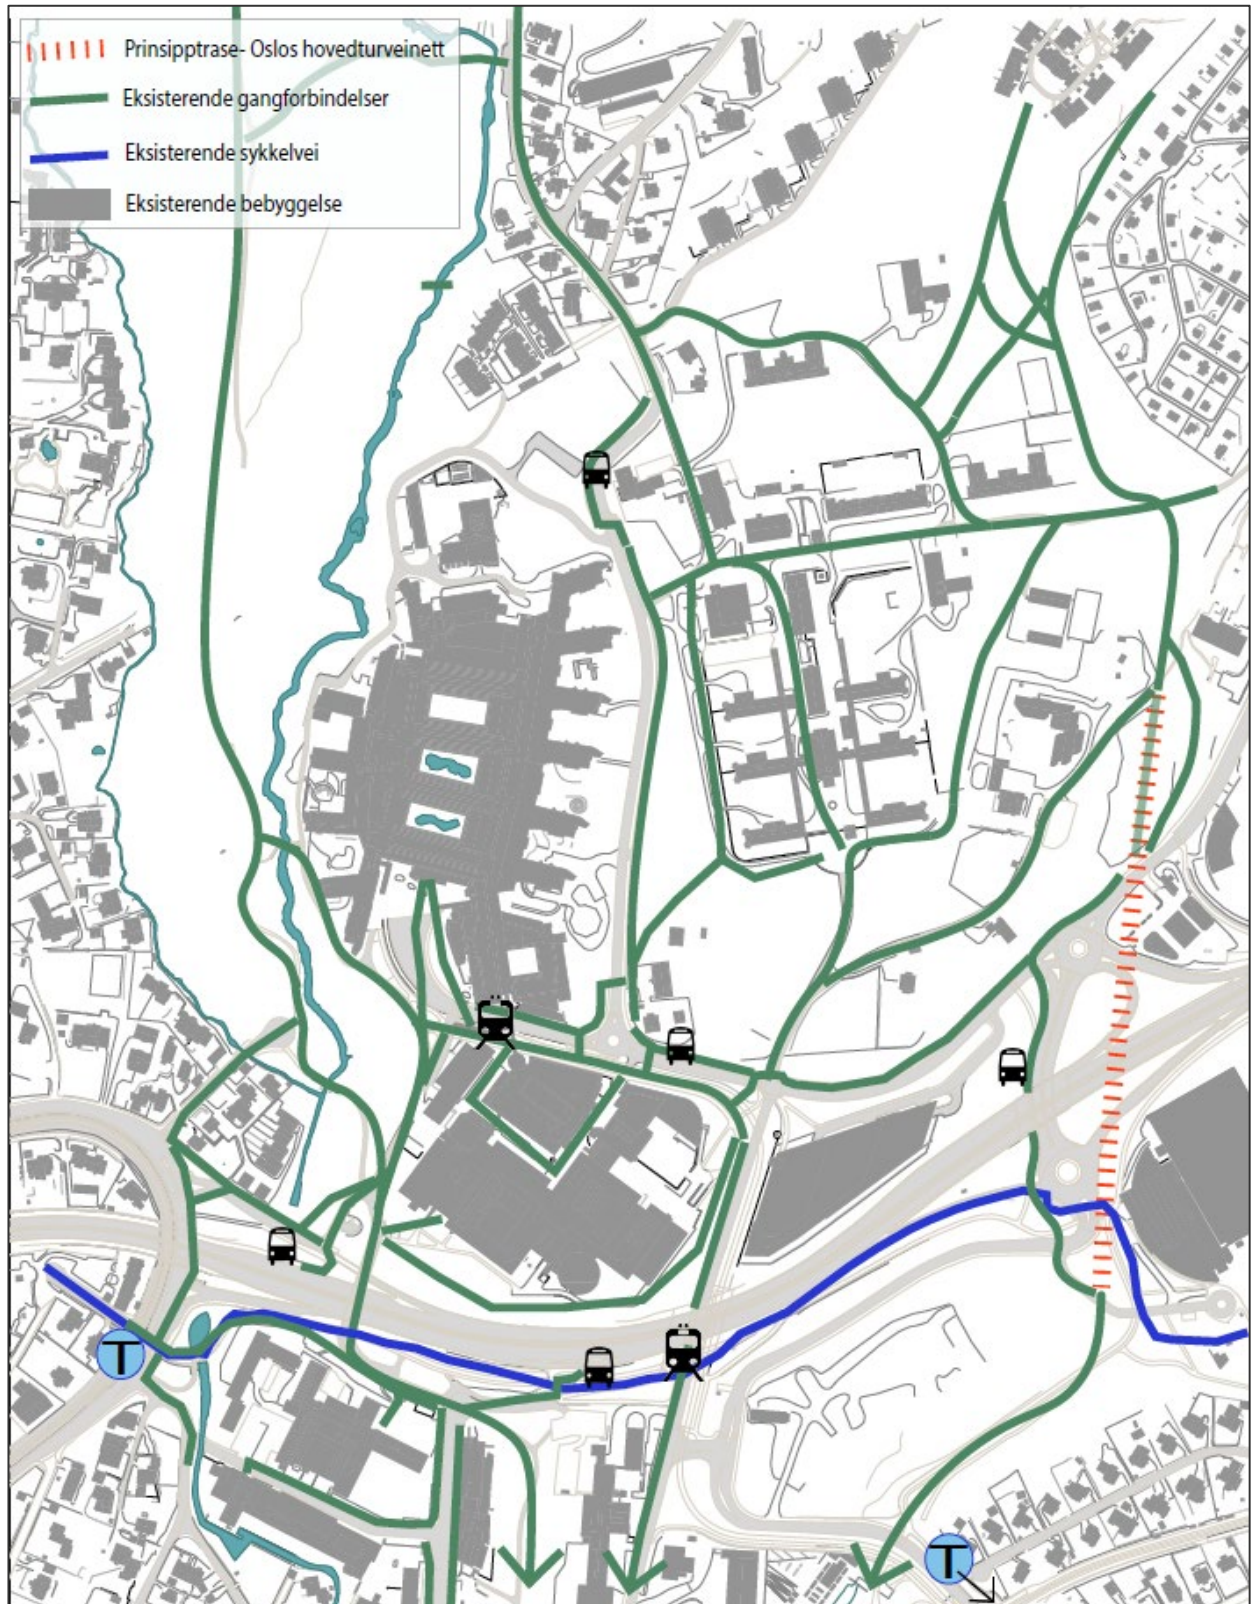 Prinsipptrase- Oslos hovedturveinett
Eksisterende gangforbindelser
Eksisterende sykkelvei
Eksisterende bebyggelse
T
T